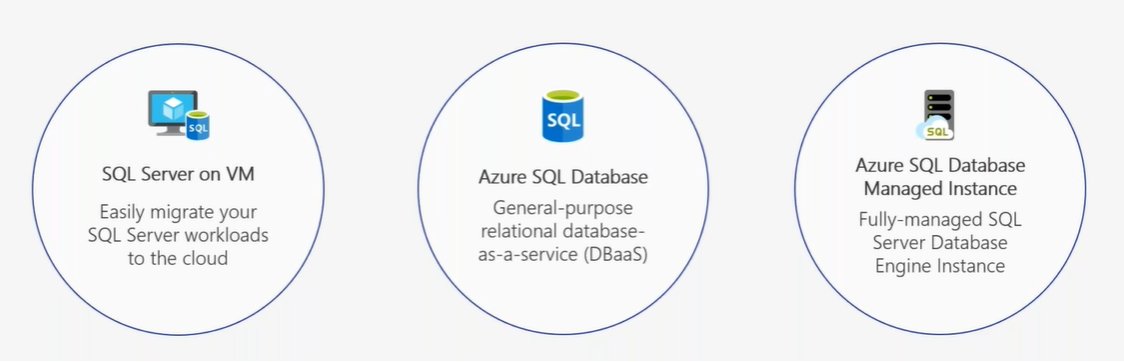 SQL
SQL Server on VM
Easily migrate your
SQL Server workloads
to the cloud
SQL
Azure SQL Database
General-purpose
relational database-
as-a-service (DBaaS)
SQL
Azure SQL Database
Managed Instance
Fully-managed SQL
Server Database
Engine Instance